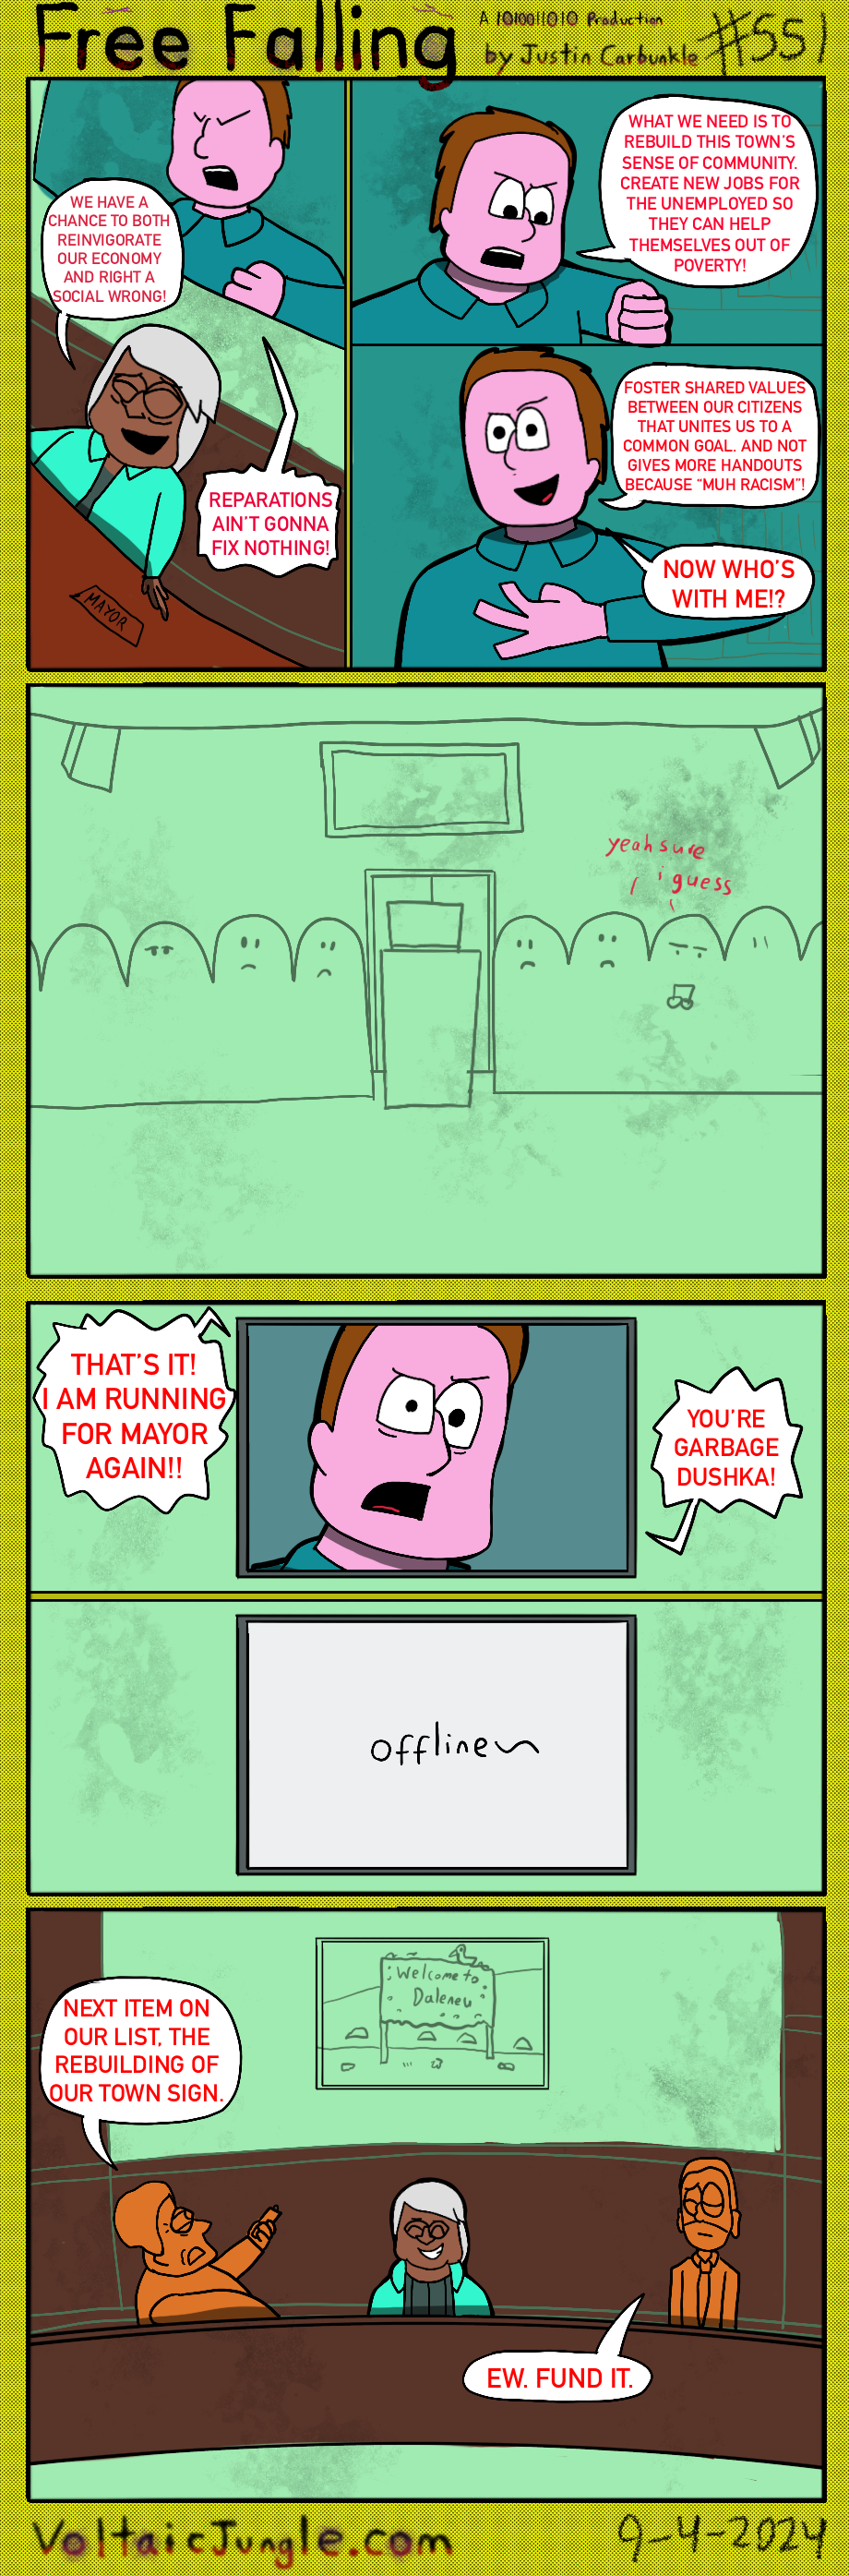 Free Falling
A 1010011010 Production
by Justin Carbunkle
#551
WE HAVE A
CHANCE TO BOTH
REINVIGORATE
OUR ECONOMY
AND RIGHT A
SOCIAL WRONG!
REPARATIONS
AIN'T GONNA
FIX NOTHING!
MAYOR
WHAT WE NEED IS TO
REBUILD THIS TOWN'S
SENSE OF COMMUNITY.
CREATE NEW JOBS FOR
THE UNEMPLOYED SO
THEY CAN HELP
THEMSELVES OUT OF
POVERTY!
FOSTER SHARED VALUES
BETWEEN OUR CITIZENS
THAT UNITES US TO A
COMMON GOAL. AND NOT
GIVES MORE HANDOUTS
BECAUSE "MUH RACISM"!
NOW WHO'S
WITH ME!?
yeah sure
i guess
THAT'S IT!
I AM RUNNING
FOR MAYOR
AGAIN!!
YOU'RE
GARBAGE
DUSHKA!
offline
Welcome to
Daleneu
NEXT ITEM ON
OUR LIST, THE
REBUILDING OF
OUR TOWN SIGN.
EW. FUND IT.
VoltaicJungle.com
9-4-2024